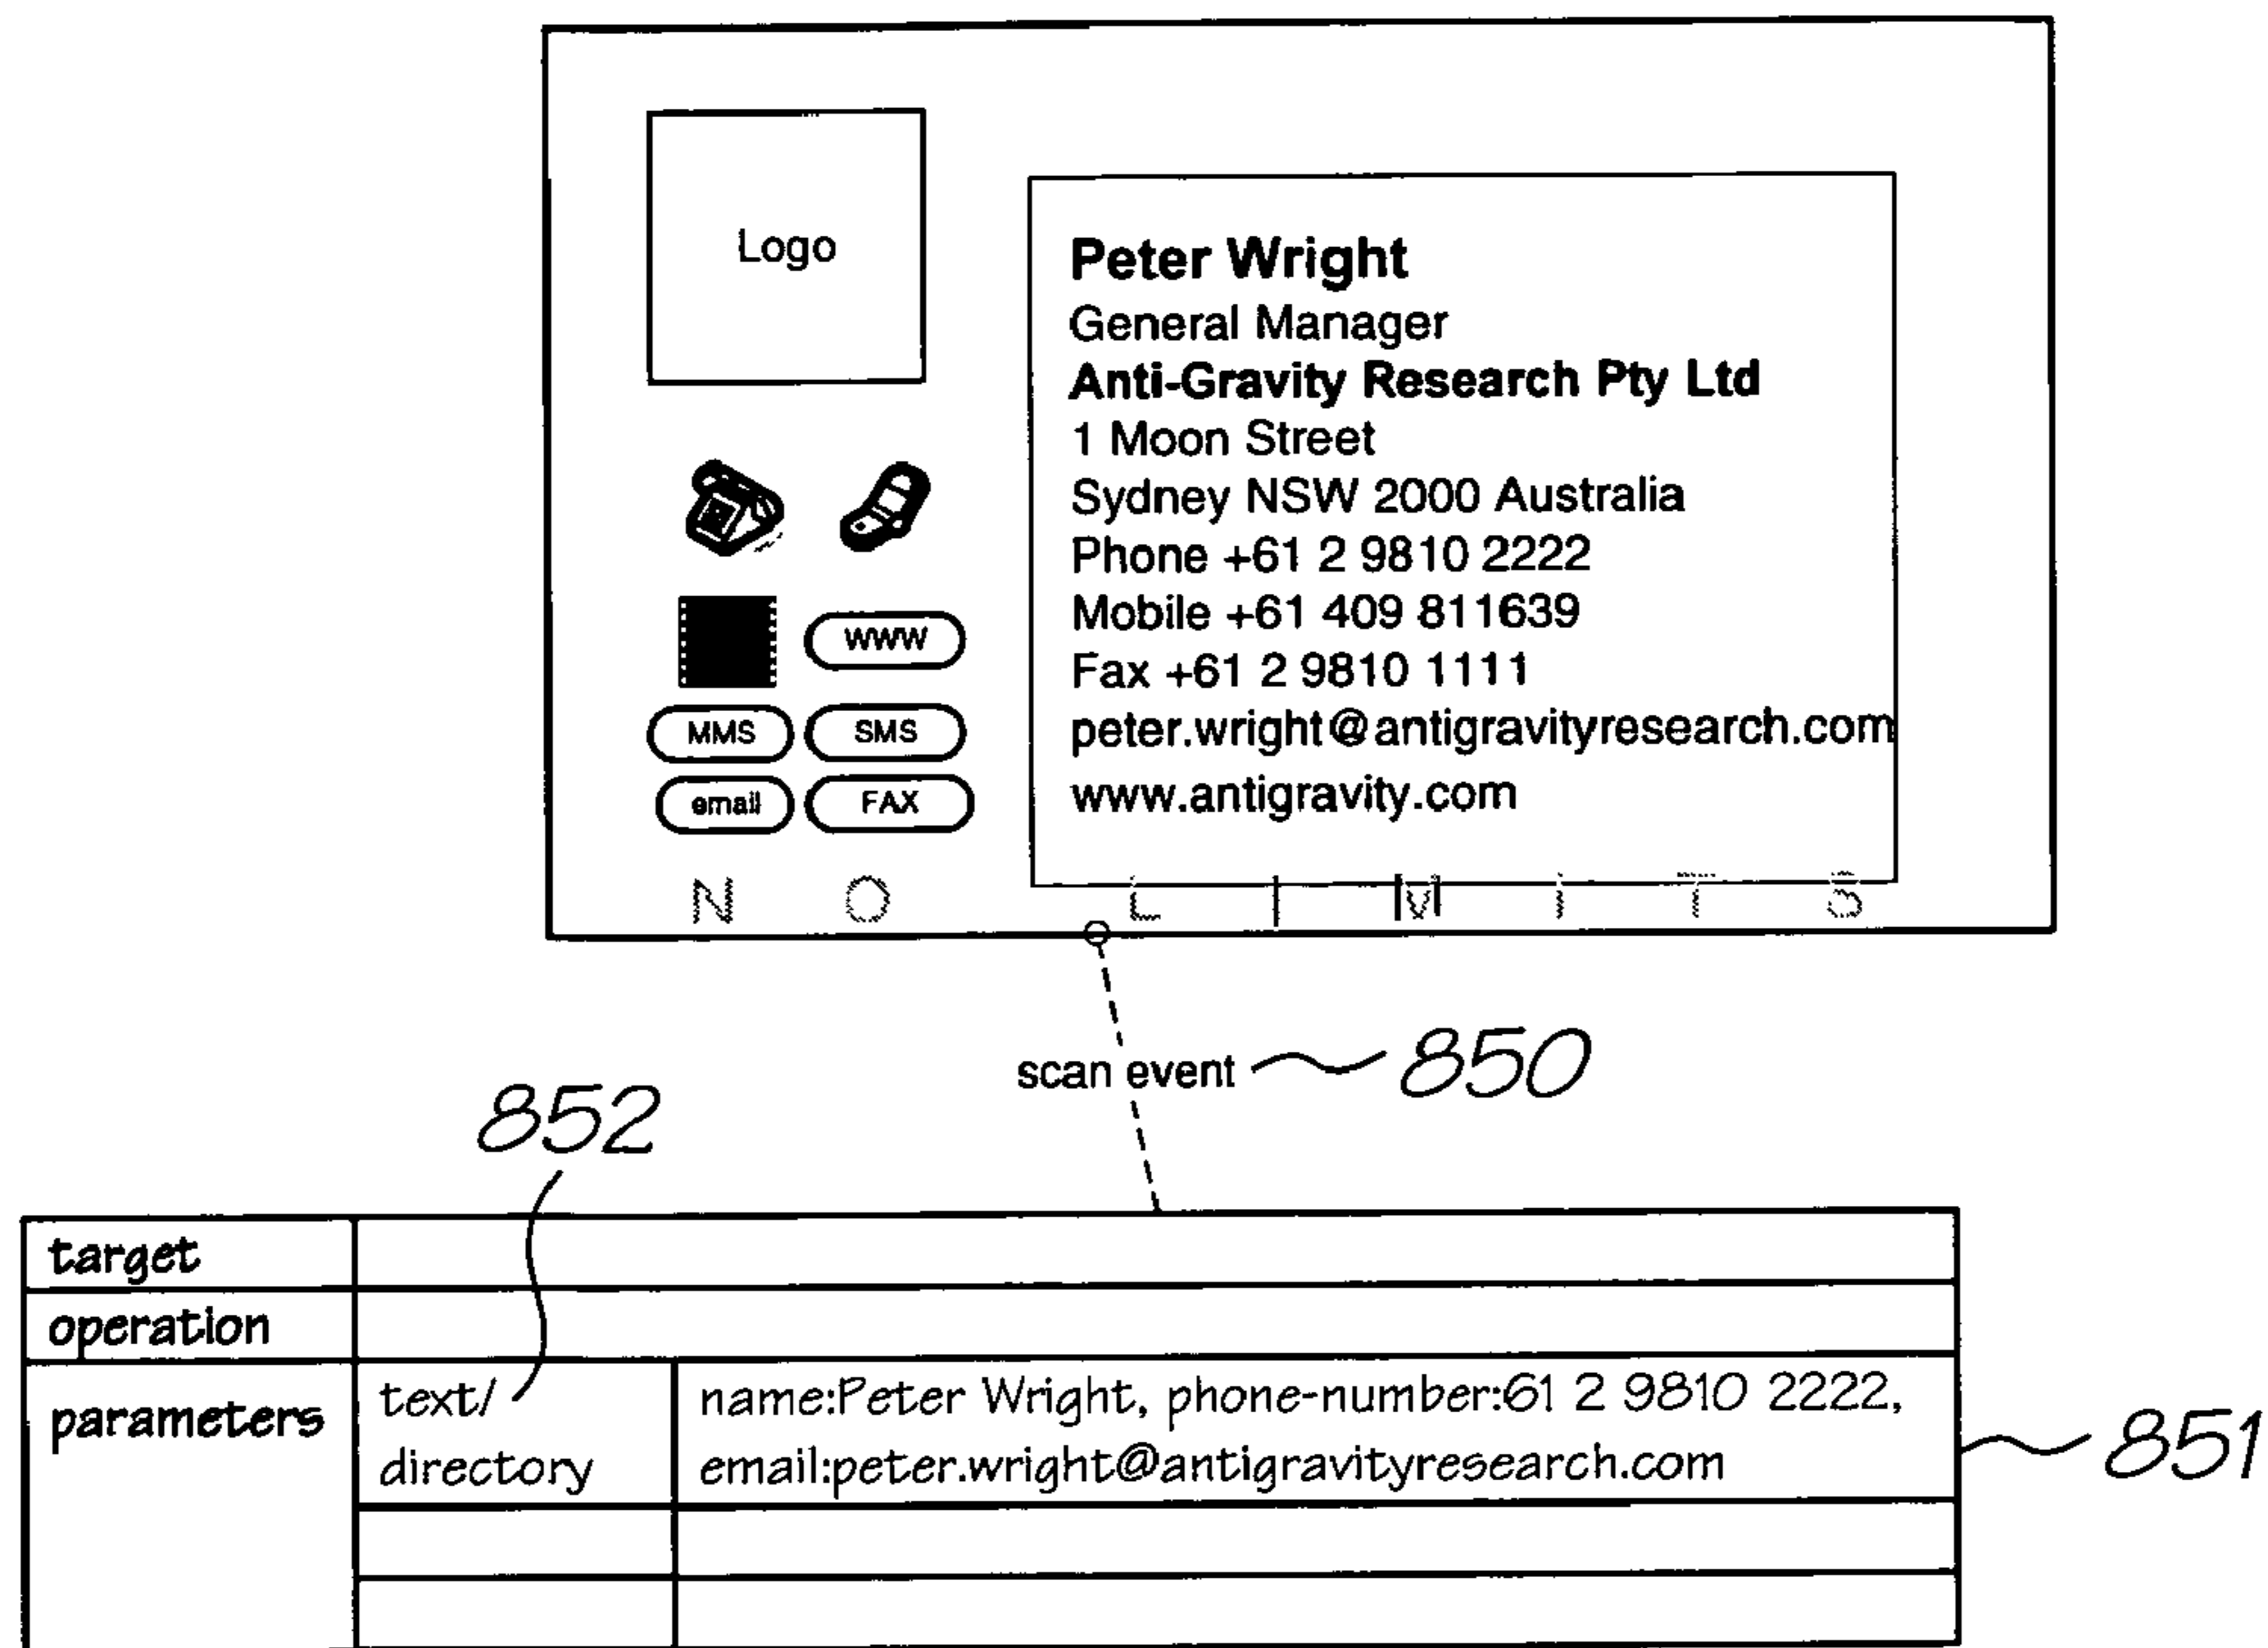 Logo
Peter Wright
General Manager
Anti-Gravity Research Pty Ltd
1 Moon Street
Sydney NSW 2000 Australia
Phone +61 2 9810 2222
Mobile +61 409 811639
Fax +61 2 9810 1111
peter.wright@antigravityresearch.com
www.antigravity.com
WWW
MMS SMS
email FAX
N O L I M I T S
scan event 850
852
target
operation
parameters
text/
directory
name:Peter Wright, phone-number:61 2 9810 2222,
email:peter.wright@antigravityresearch.com
851